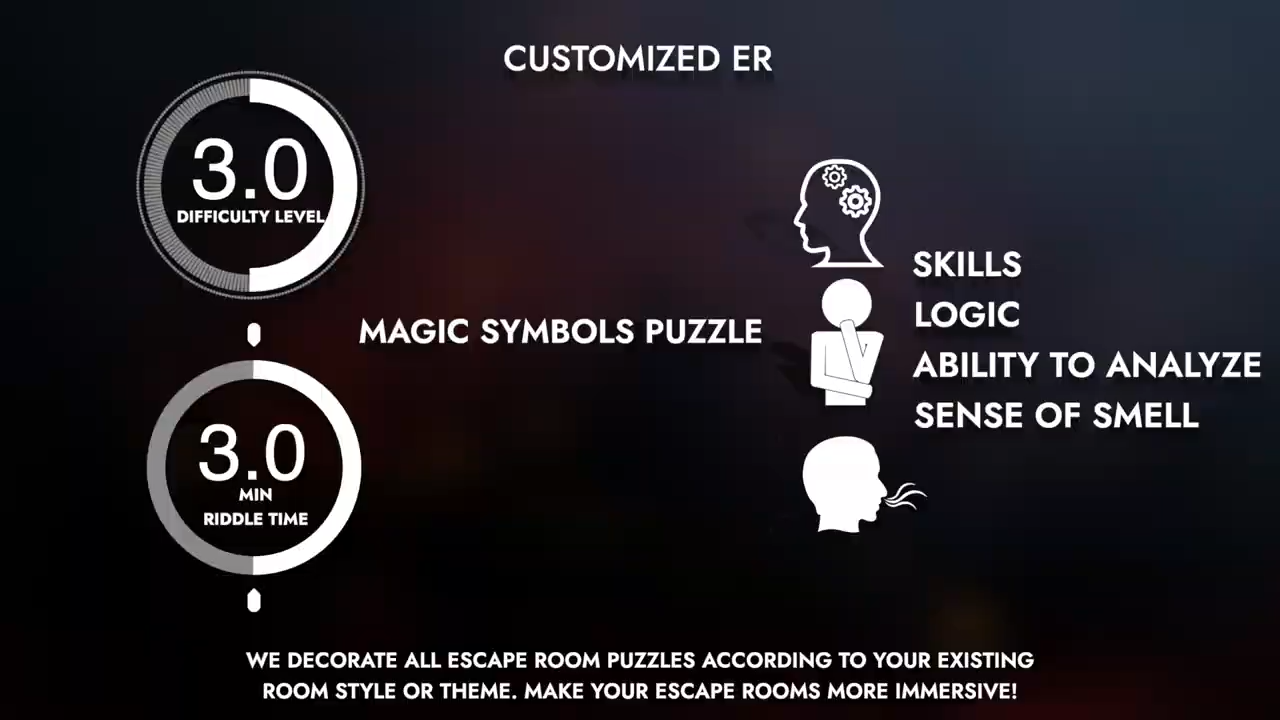 CUSTOMIZED ER
3.0
DIFFICULTY LEVEL
MAGIC SYMBOLS PUZZLE
3.0
MIN
RIDDLE TIME
SKILLS
LOGIC
ABILITY TO ANALYZE
SENSE OF SMELL
WE DECORATE ALL ESCAPE ROOM PUZZLES ACCORDING TO YOUR EXISTING
ROOM STYLE OR THEME. MAKE YOUR ESCAPE ROOMS MORE IMMERSIVE!